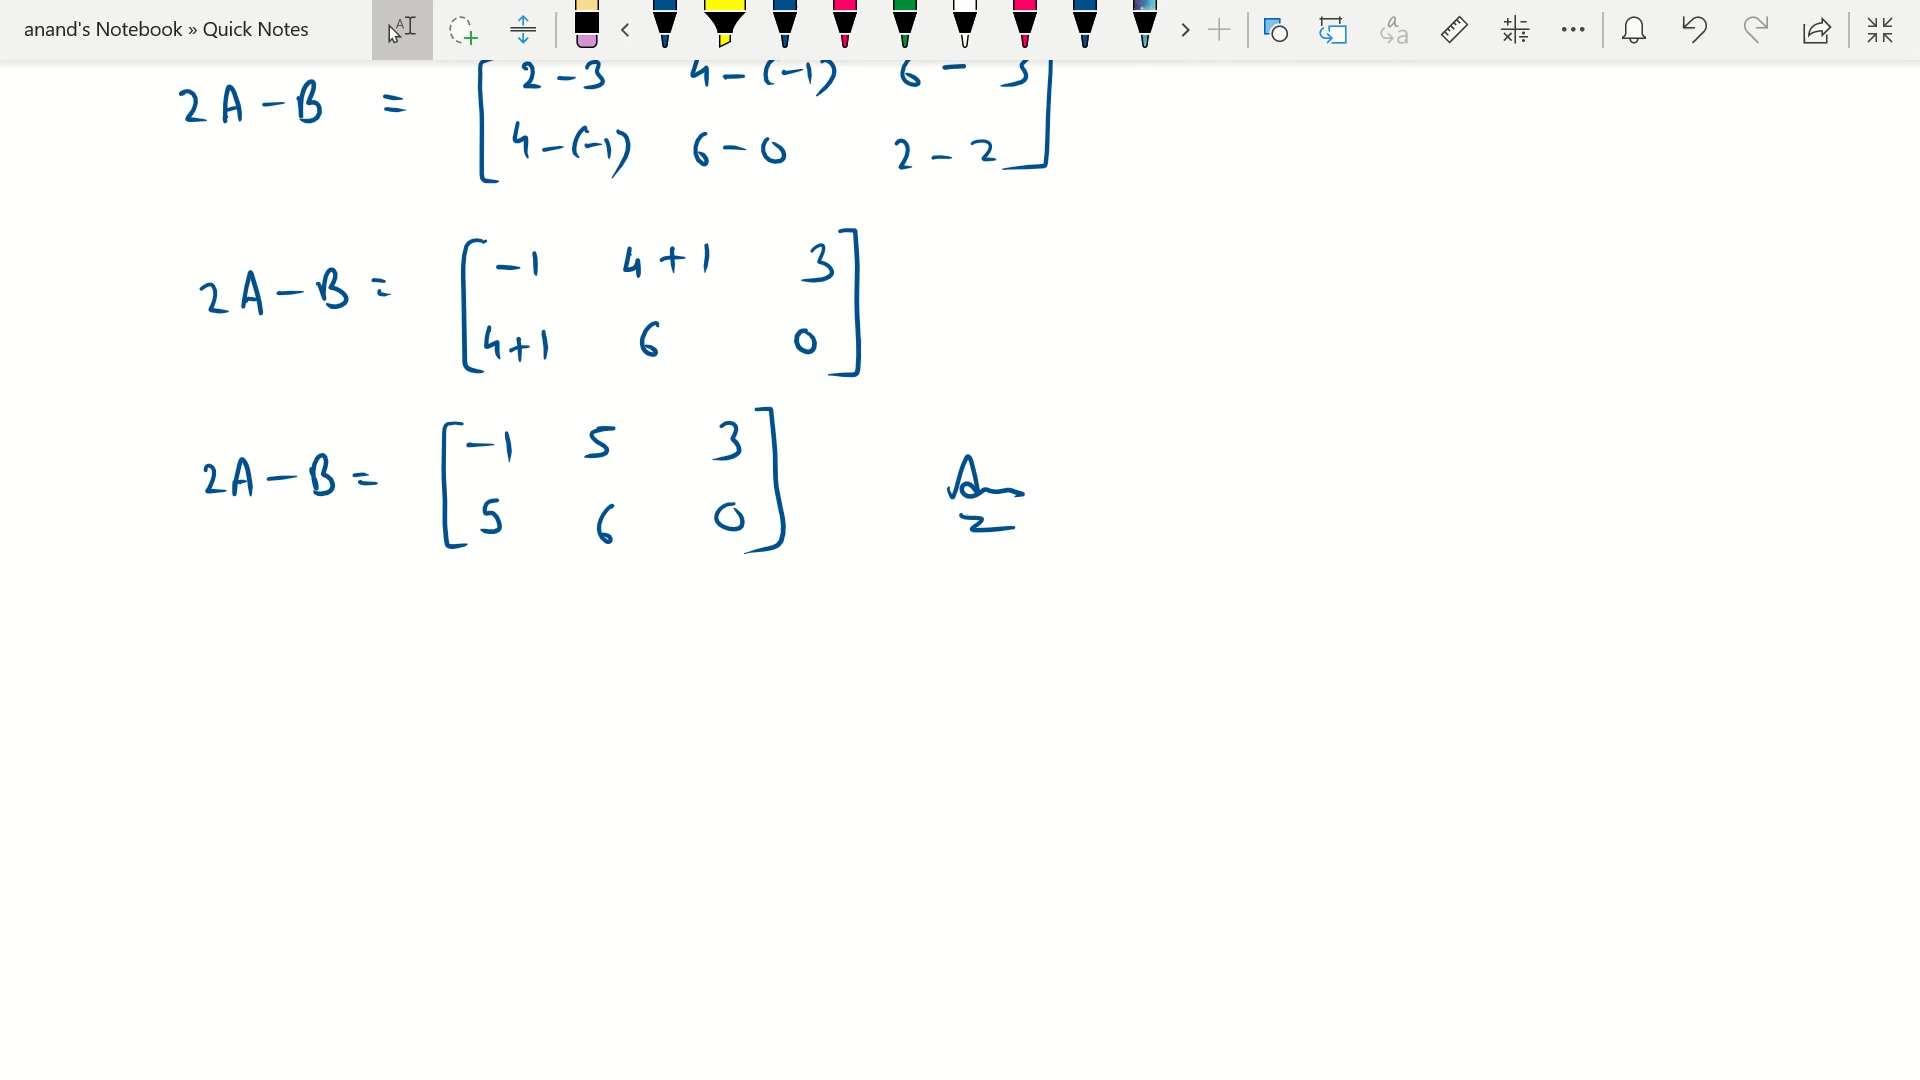 anand's Notebook » Quick Notes
2 - 3 4 - (-1) 6 - 3
2A - B =
4 - (-1) 6 - 0 2 - 2
-1 4 + 1 3
2A - B =
4 + 1 6 0
-1 5 3
2A - B =
5 6 0
Ans